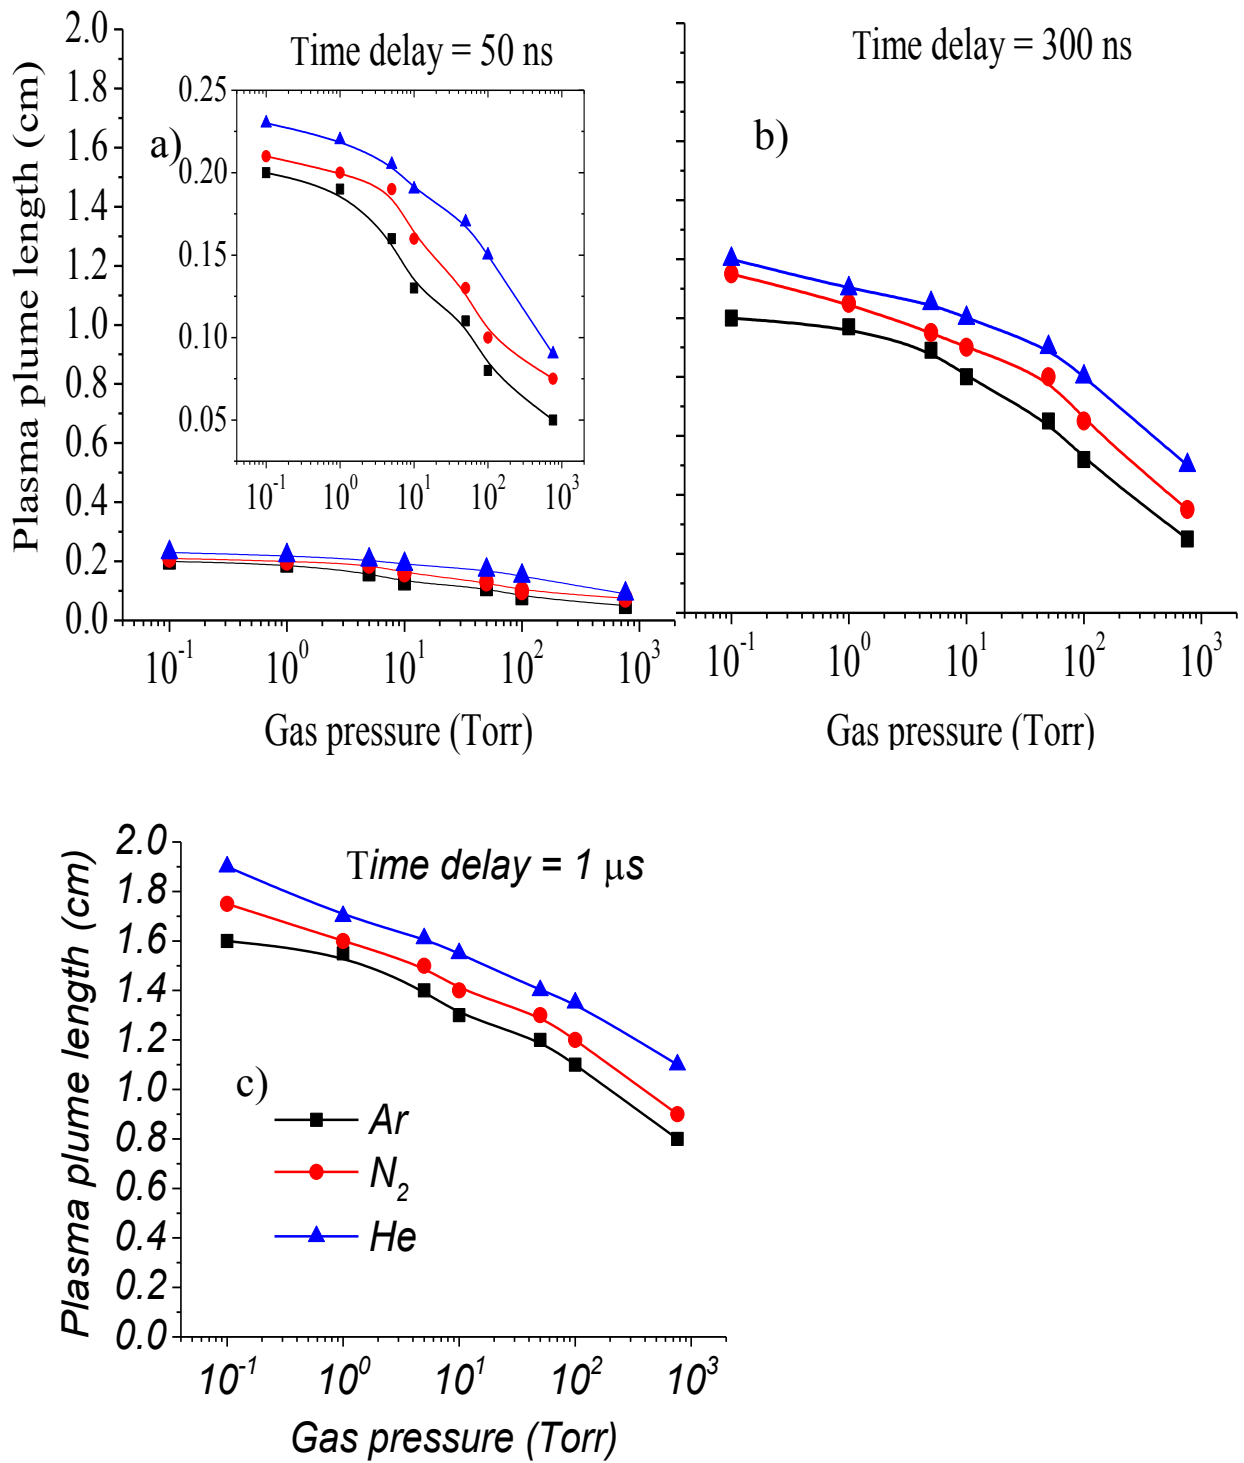 Plasma plume length (cm)
2.0
1.8
1.6
1.4
1.2
1.0
0.8
0.6
0.4
0.2
0.0
Time delay = 50 ns
a)
0.25
0.20
0.15
0.10
0.05
10⁻¹ 10⁰ 10¹ 10² 10³
10⁻¹ 10⁰ 10¹ 10² 10³
Gas pressure (Torr)
Time delay = 300 ns
b)
10⁻¹ 10⁰ 10¹ 10² 10³
Gas pressure (Torr)
Plasma plume length (cm)
2.0
1.8
1.6
1.4
1.2
1.0
0.8
0.6
0.4
0.2
0.0
Time delay = 1 μs
c)
Ar
N₂
He
10⁻¹ 10⁰ 10¹ 10² 10³
Gas pressure (Torr)